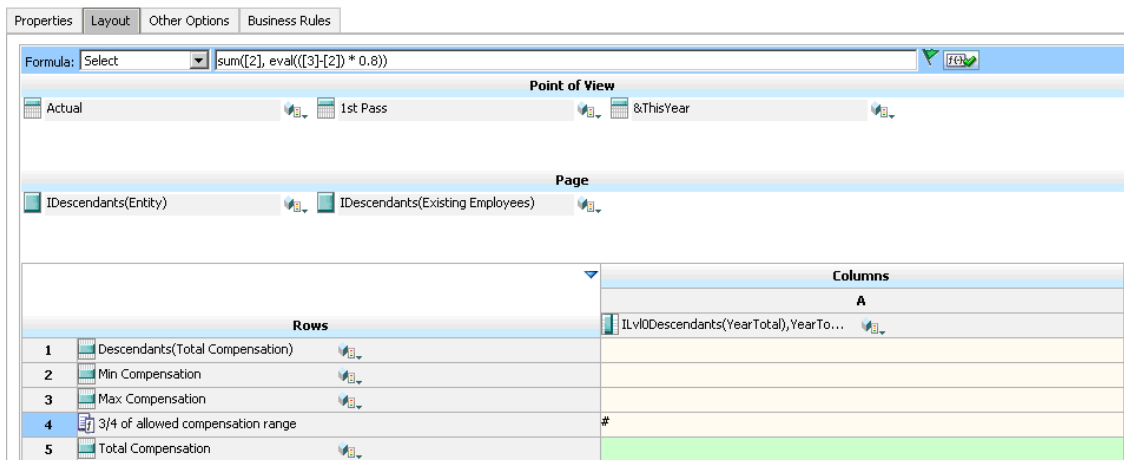 Properties Layout Other Options Business Rules
Formula: Select sum([2], eval(([3]-[2]) * 0.8))
Point of View
Actual 1st Pass &ThisYear
Page
IDescendants(Entity) IDescendants(Existing Employees)
Columns
A
Rows ILvl0Descendants(YearTotal),YearTo...
1 Descendants(Total Compensation)
2 Min Compensation
3 Max Compensation
4 3/4 of allowed compensation range #
5 Total Compensation